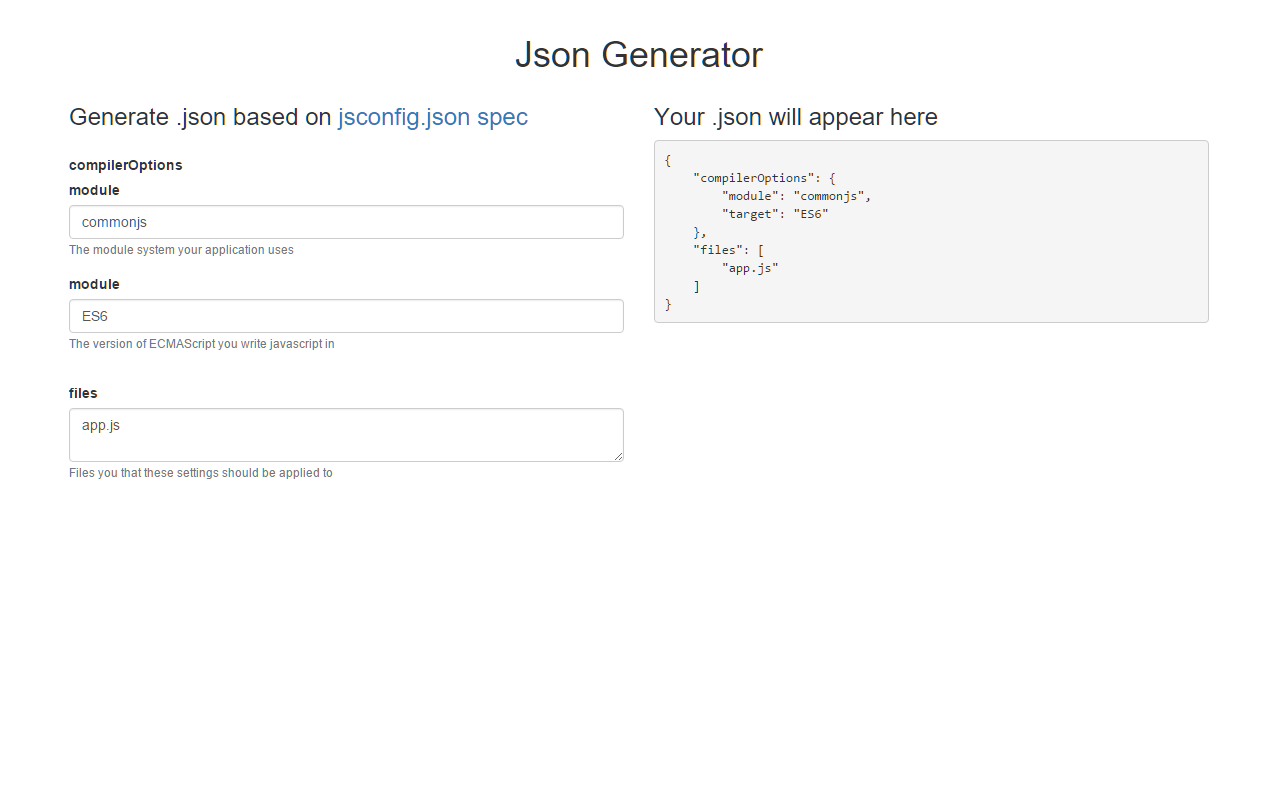 Json Generator
Generate .json based on jsconfig.json spec
compilerOptions
module
commonjs
The module system your application uses
module
ES6
The version of ECMAScript you write javascript in
files
app.js
Files you that these settings should be applied to
Your .json will appear here
{
    "compilerOptions": {
        "module": "commonjs",
        "target": "ES6"
    },
    "files": [
        "app.js"
    ]
}